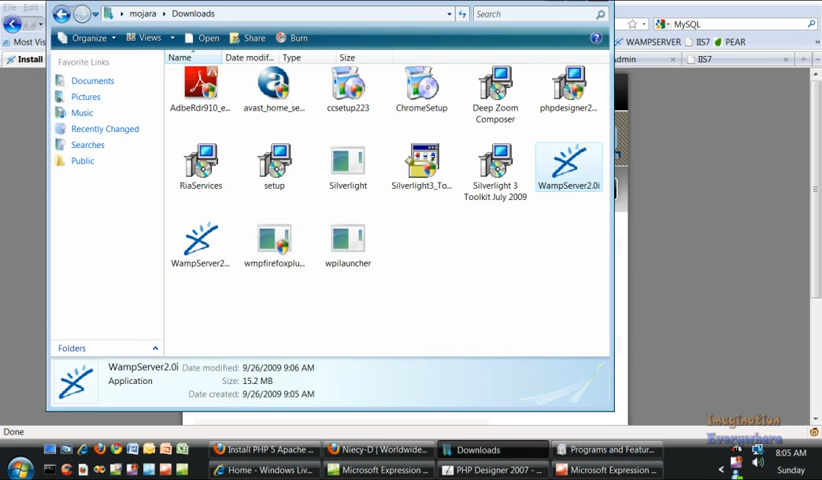 File Edit
mojara ▸ Downloads
Search
MySQL
Most Vis
Organize Views Open Share Burn
WAMPSERVER IIS7 PEAR
Install
Admin
IIS7
Favorite Links
Name Date modif... Type Size
Documents
Pictures
Music
Recently Changed
Searches
Public
AdbeRdr910_e...
avast_home_se...
ccsetup223
ChromeSetup
Deep Zoom Composer
phpdesigner2...
RiaServices
setup
Silverlight
Silverlight3_To...
Silverlight 3 Toolkit July 2009
WampServer2.0i
WampServer2...
wmpfirefoxplu...
wpilauncher
Folders
WampServer2.0i Date modified: 9/26/2009 9:06 AM
Application Size: 15.2 MB
Date created: 9/26/2009 9:05 AM
Imagination
Everywhere
Done
Install PHP 5 Apache ...
Niecy-D | Worldwide...
Downloads
Programs and Featur...
8:05 AM
Home - Windows Liv...
Microsoft Expression ...
PHP Designer 2007 - ...
Microsoft Expression ...
Sunday